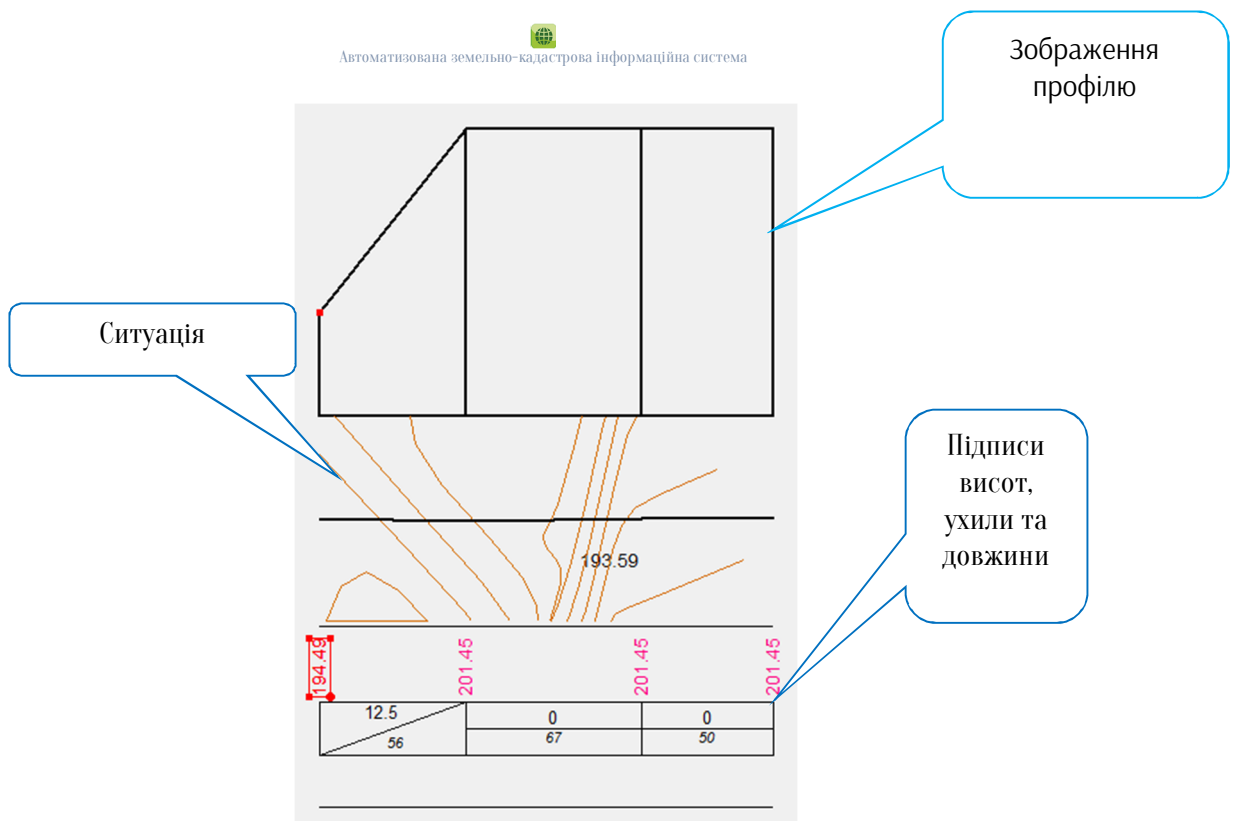 Автоматизована земельно-кадастрова інформаційна система
Зображення
профілю
Ситуація
Підписи
висот,
ухили та
довжини
193.59
194.49
201.45
201.45
201.45
12.5
56
0
67
0
50